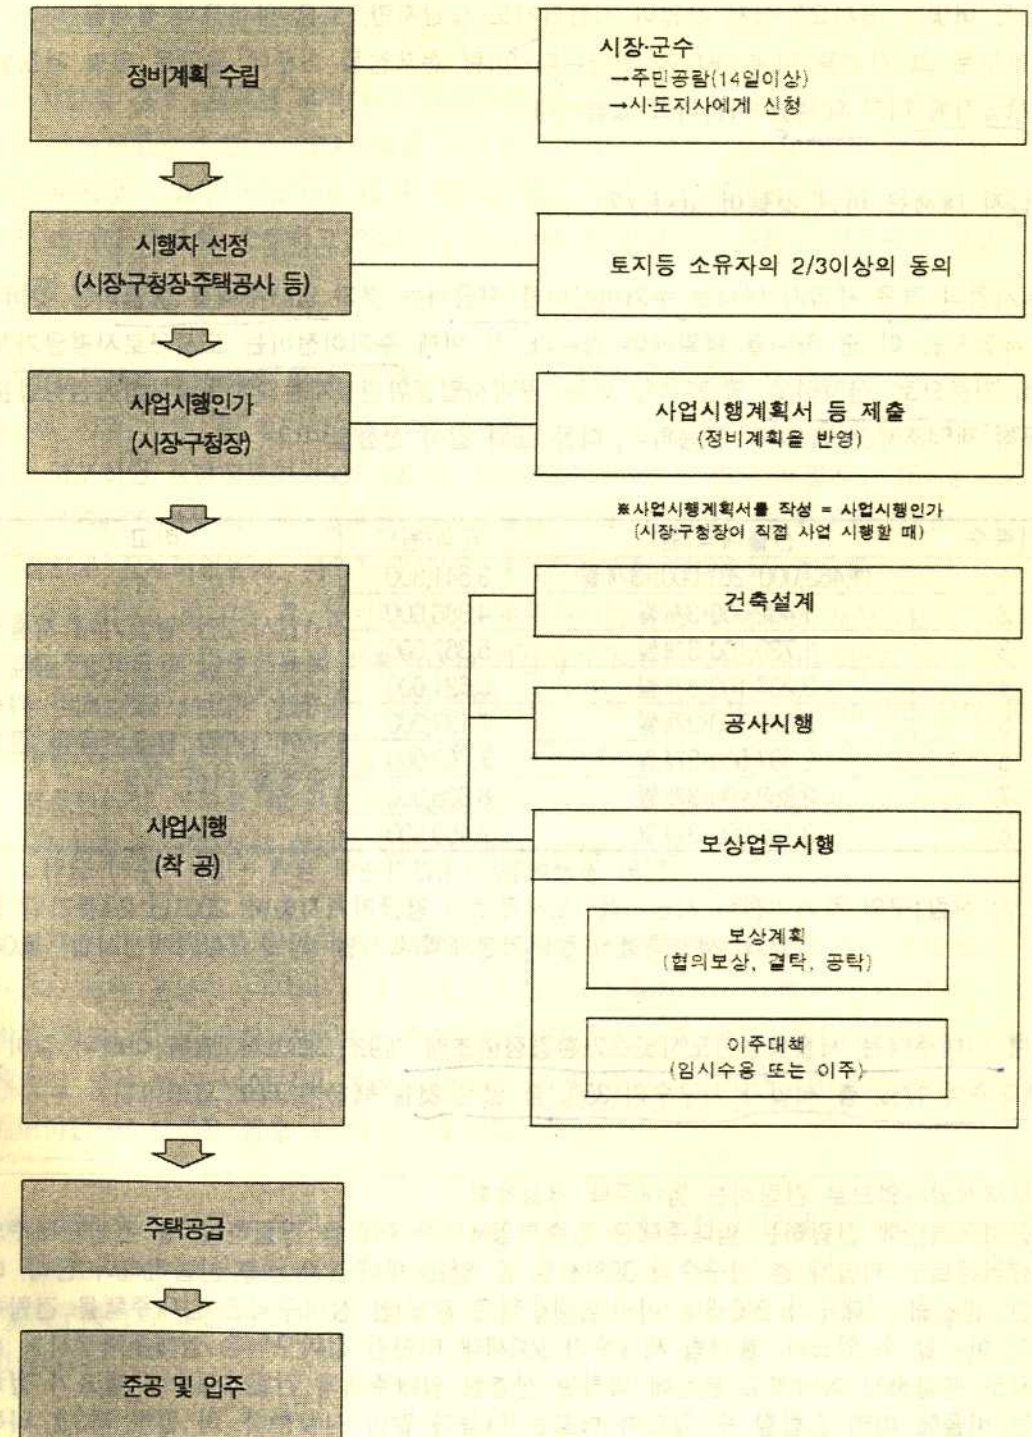 정비계획 수립
시장·군수
→주민공람(14일이상)
→시·도지사에게 신청
시행자 선정
(시장·구청장·주택공사 등)
토지등 소유자의 2/3이상의 동의
사업시행인가
(시장·구청장)
사업시행계획서 등 제출
(정비계획을 반영)
※사업시행계획서를 작성 = 사업시행인가
(시장·구청장이 직접 사업 시행할 때)
사업시행
(착 공)
건축설계
공사시행
보상업무시행
보상계획
(협의보상, 결탁, 공탁)
이주대책
(임시수용 또는 이주)
주택공급
준공 및 입주